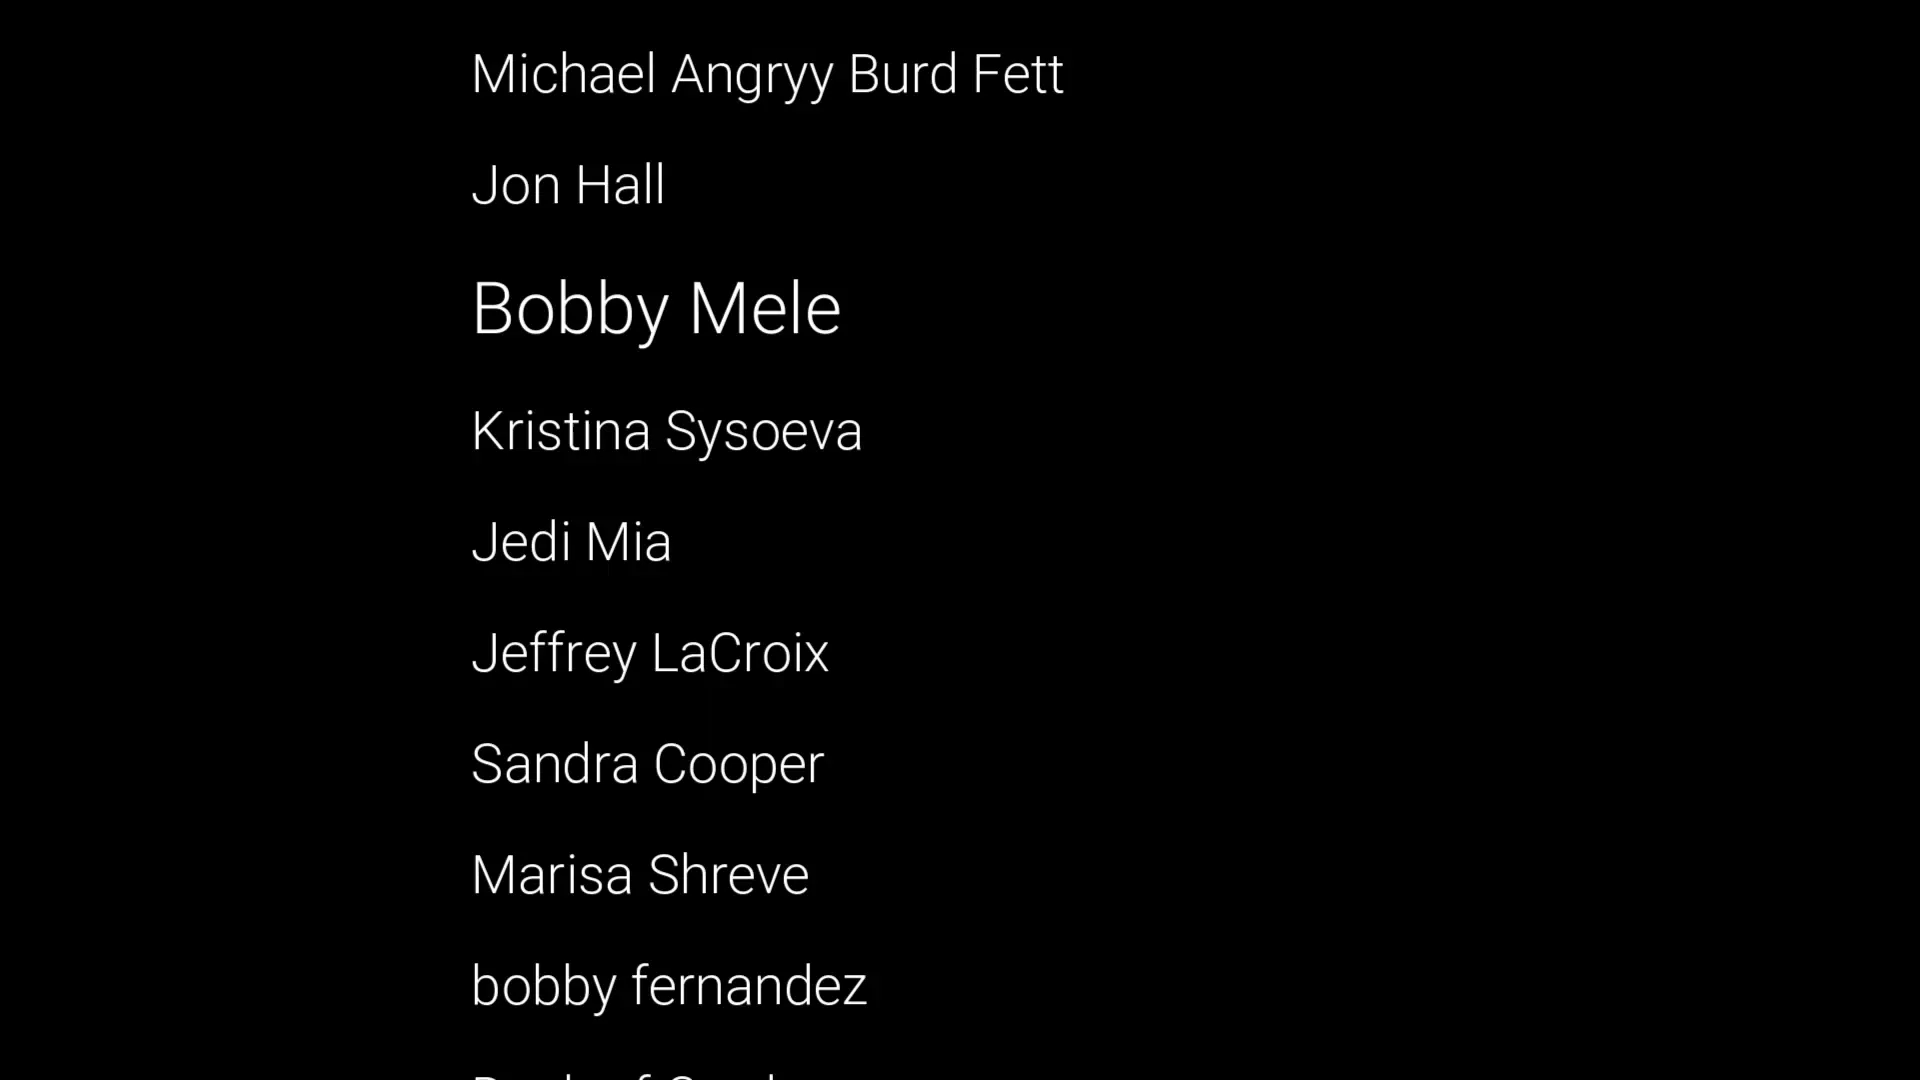 Michael Angryy Burd Fett
Jon Hall
Bobby Mele
Kristina Sysoeva
Jedi Mia
Jeffrey LaCroix
Sandra Cooper
Marisa Shreve
bobby fernandez